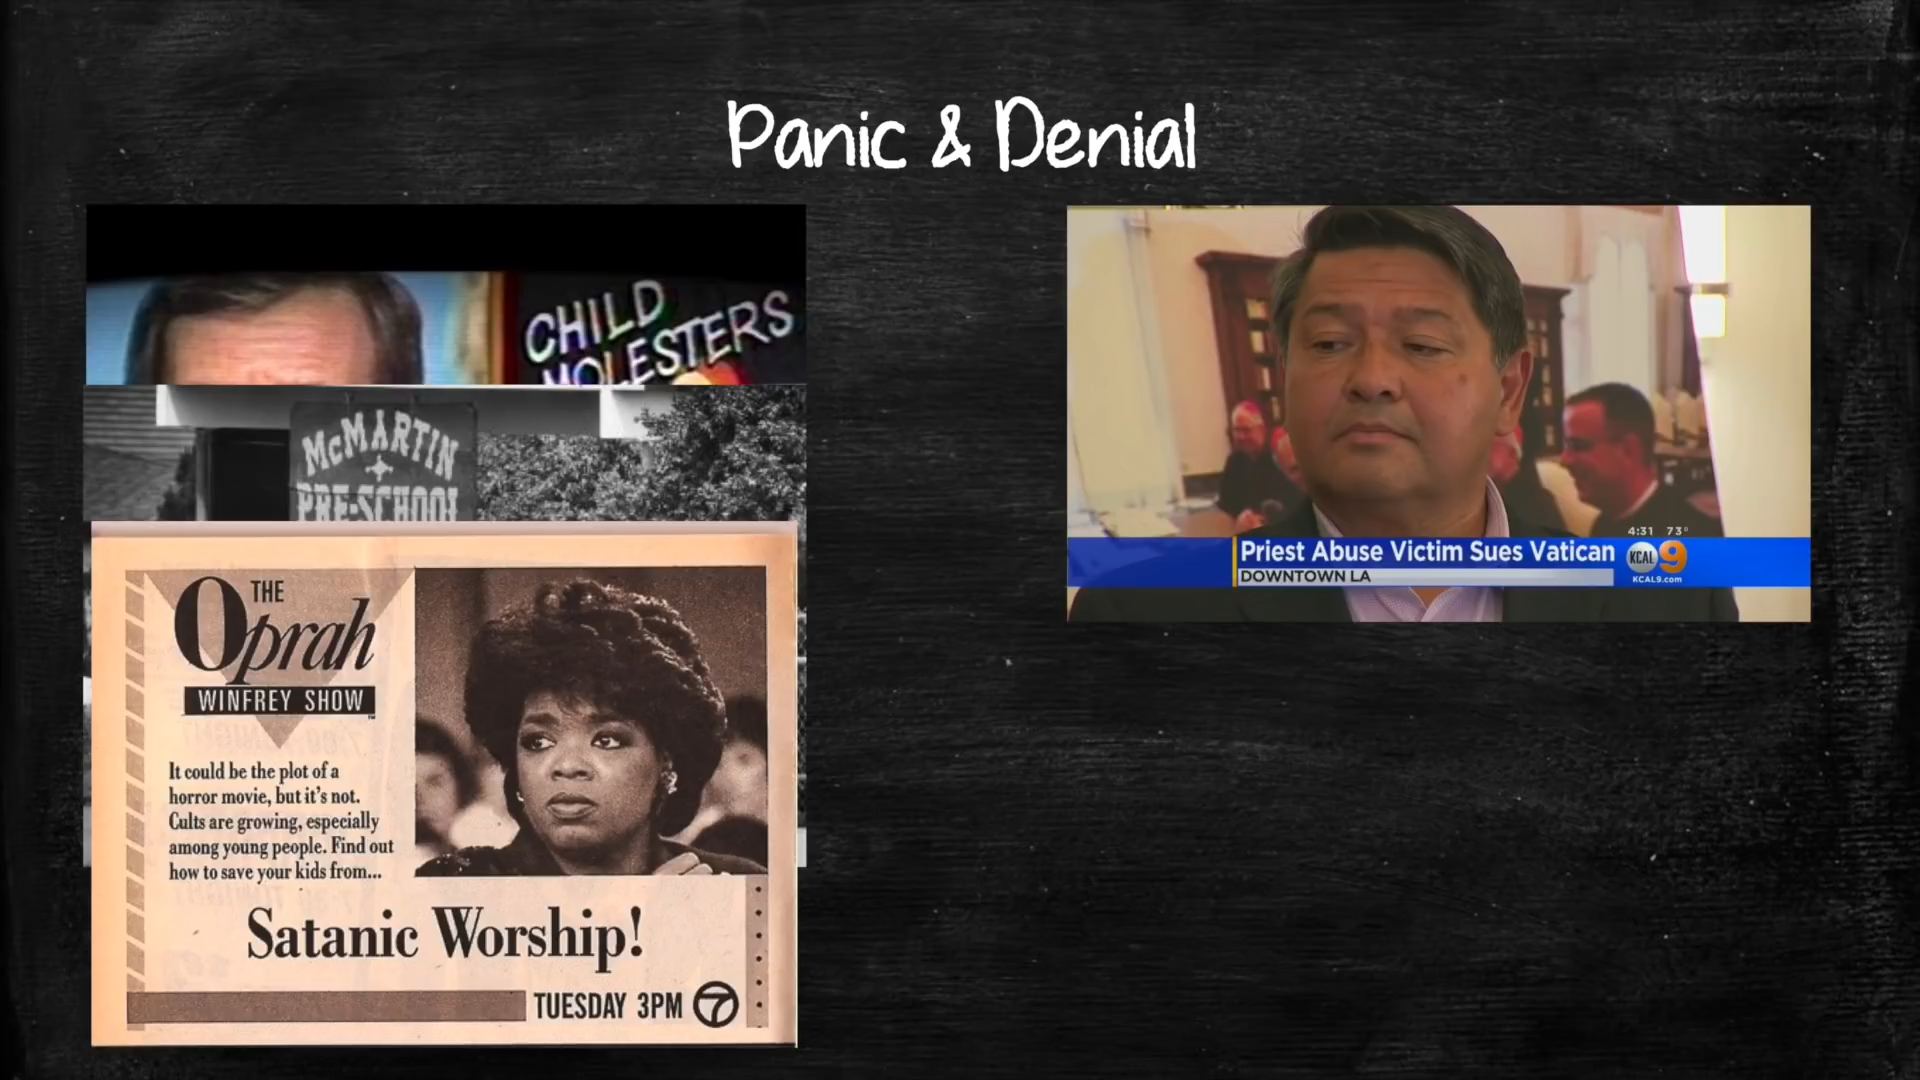 Panic & Denial
CHILD
MOLESTERS
McMARTIN
PRE-SCHOOL
THE
Oprah
WINFREY SHOW
TM
It could be the plot of a
horror movie, but it's not.
Cults are growing, especially
among young people. Find out
how to save your kids from...
Satanic Worship!
TUESDAY 3PM 7
4:31 73°
Priest Abuse Victim Sues Vatican
KCAL 9
DOWNTOWN LA
KCAL9.com